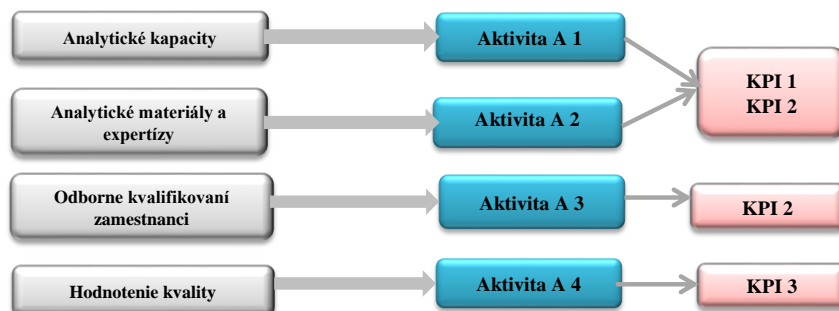 Analytické kapacity
Aktivita A 1
KPI 1
KPI 2
Analytické materiály a
expertízy
Aktivita A 2
Odborne kvalifikovaní
zamestnanci
Aktivita A 3
KPI 2
Hodnotenie kvality
Aktivita A 4
KPI 3